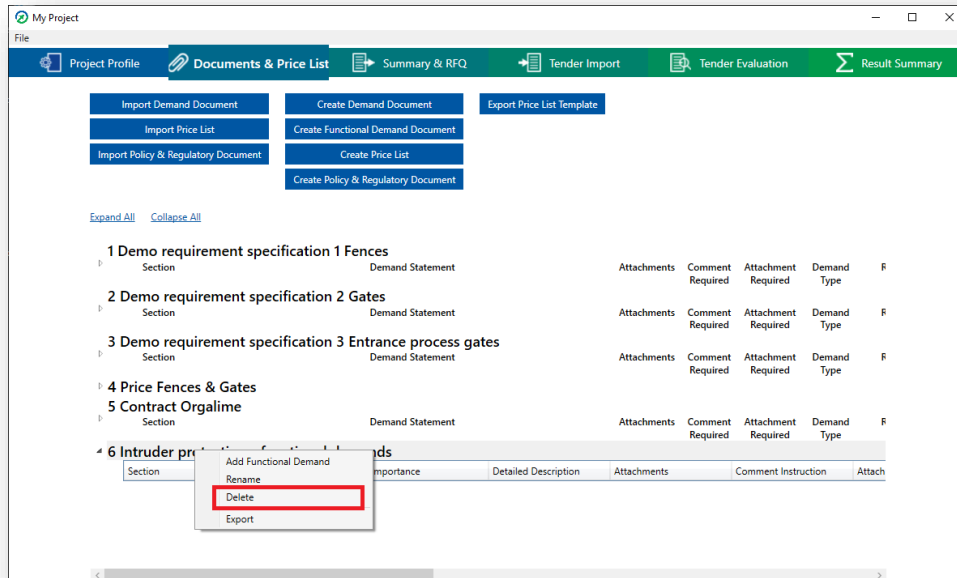 My Project
File
Project Profile
Documents & Price List
Summary & RFQ
Tender Import
Tender Evaluation
Result Summary
Import Demand Document
Create Demand Document
Export Price List Template
Import Price List
Create Functional Demand Document
Import Policy & Regulatory Document
Create Price List
Create Policy & Regulatory Document
Expand All
Collapse All
1 Demo requirement specification 1 Fences
Section Demand Statement Attachments Comment Attachment Demand R
Required Required Type
2 Demo requirement specification 2 Gates
Section Demand Statement Attachments Comment Attachment Demand R
Required Required Type
3 Demo requirement specification 3 Entrance process gates
Section Demand Statement Attachments Comment Attachment Demand R
Required Required Type
4 Price Fences & Gates
5 Contract Orgalime
Section Demand Statement Attachments Comment Attachment Demand R
Required Required Type
6 Intruder
Section Detailed Description Attachments Comment Instruction Attach
Add Functional Demand
Rename
Delete
Export